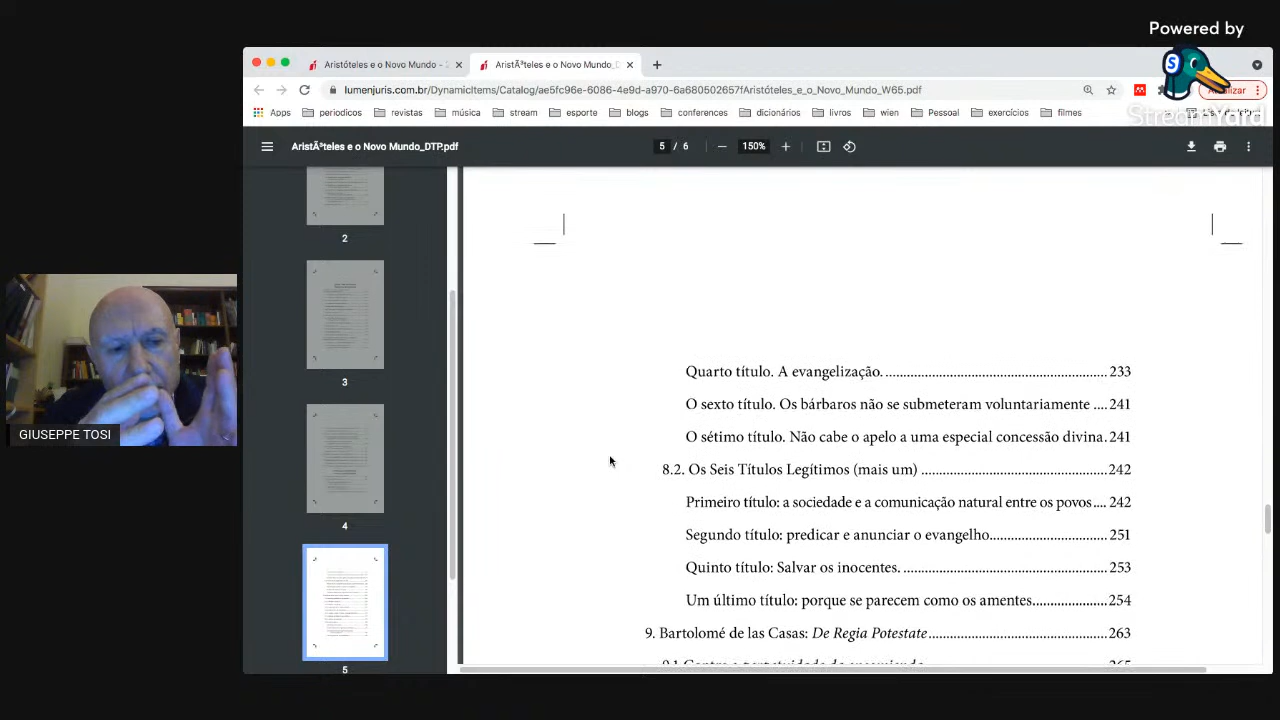 Powered by
StreamYard
Aristóteles e o Novo Mundo - 
AristÃ³teles e o Novo Mundo_D
lumenjuris.com.br/DynamicItems/Catalog/ae5fc96e-6086-4e9d-a970-6a680502657fAristóteles_e_o_Novo_Mundo_W65.pdf
Apps periodicos revistas música stream esporte blogs conferences dicionários livros wien Pessoal exercícios filmes
AristÃ³teles e o Novo Mundo_DTP.pdf 5 / 6 150%
2
3
4
5
GIUSEPPE TOSI
Quarto título. A evangelização. 233
O sexto título. Os bárbaros não se submeteram voluntariamente .... 241
O sétimo título. Não cabe o apelo a uma especial concessão divina. 241
8.2. Os Seis Títulos Legítimos (mais um) 242
Primeiro título: a sociedade e a comunicação natural entre os povos .... 242
Segundo título: predicar e anunciar o evangelho 251
Quinto título: Salvar os inocentes. 253
Um último título: porque se parecem como os amentes 254
9. Bartolomé de las Casas. De Regia Potestate 263